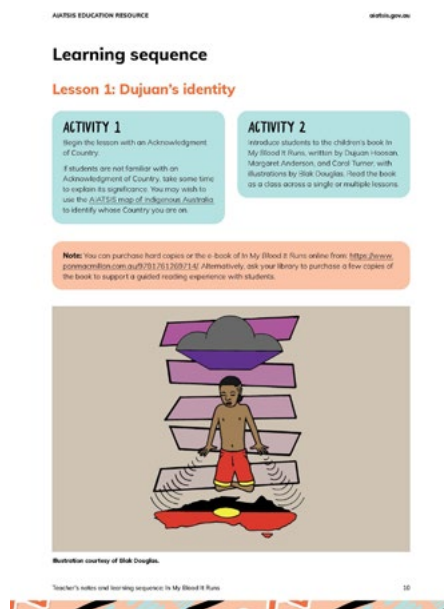 AIATSIS EDUCATION RESOURCE
aiatsis.gov.au
Learning sequence
Lesson 1: Dujuan's identity
ACTIVITY 1
Begin the lesson with an Acknowledgment
of Country.
If students are not familiar with an
Acknowledgment of Country, take some time
to explain its significance. You may wish to
use the AIATSIS map of Indigenous Australia
to identify whose Country you are on.
ACTIVITY 2
Introduce students to the children's book In
My Blood It Runs, written by Dujuan Hoosan,
Margaret Anderson, and Carol Turner, with
illustrations by Blak Douglas. Read the book
as a class across a single or multiple lessons.
Note: You can purchase hard copies or the e-book of In My Blood It Runs online from: https://www.
panmacmillan.com.au/9781761269714/. Alternatively, ask your library to purchase a few copies of
the book to support a guided reading experience with students.
Illustration courtesy of Blak Douglas.
Teacher's notes and learning sequence: In My Blood It Runs
10